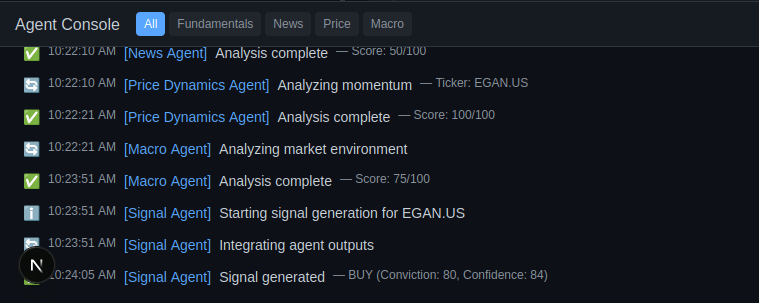 Agent Console All Fundamentals News Price Macro
10:22:10 AM [News Agent] Analysis complete — Score: 50/100
10:22:10 AM [Price Dynamics Agent] Analyzing momentum — Ticker: EGAN.US
10:22:21 AM [Price Dynamics Agent] Analysis complete — Score: 100/100
10:22:21 AM [Macro Agent] Analyzing market environment
10:23:51 AM [Macro Agent] Analysis complete — Score: 75/100
10:23:51 AM [Signal Agent] Starting signal generation for EGAN.US
10:23:51 AM [Signal Agent] Integrating agent outputs
N
10:24:05 AM [Signal Agent] Signal generated — BUY (Conviction: 80, Confidence: 84)